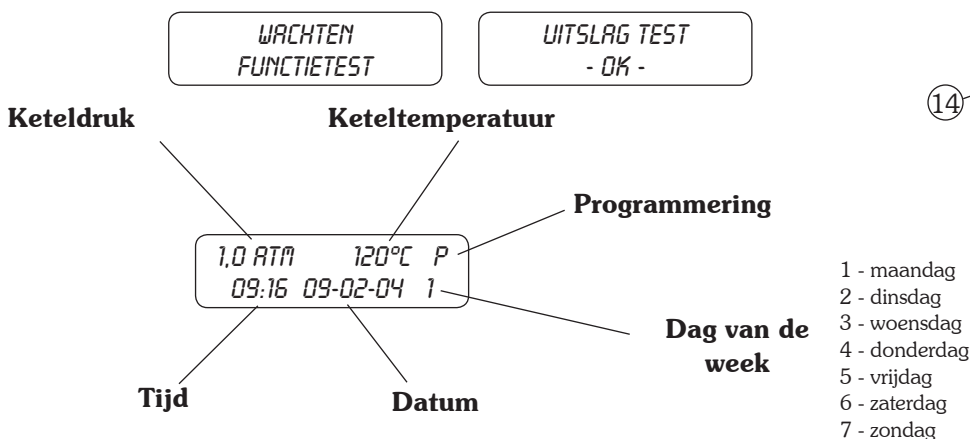 WACHTEN
FUNCTIETEST
UITSLAG TEST
- OK -
14
Keteldruk
Keteltemperatuur
Programmering
1,0 ATM 120°C P
09:16 09-02-04 1
Dag van de
week
Tijd
Datum
1 - maandag
2 - dinsdag
3 - woensdag
4 - donderdag
5 - vrijdag
6 - zaterdag
7 - zondag